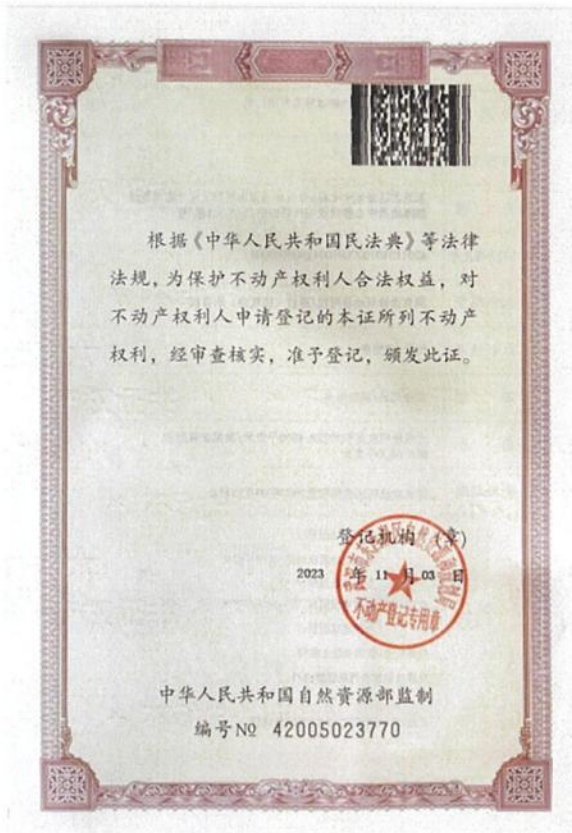 根据《中华人民共和国民法典》等法律
法规，为保护不动产权利人合法权益，对
不动产权利人申请登记的本证所列不动产
权利，经审查核实，准予登记，颁发此证。
登记机构（章）
2023 年 11 月 03 日
不动产登记专用章
中华人民共和国自然资源部监制
编号№ 42005023770